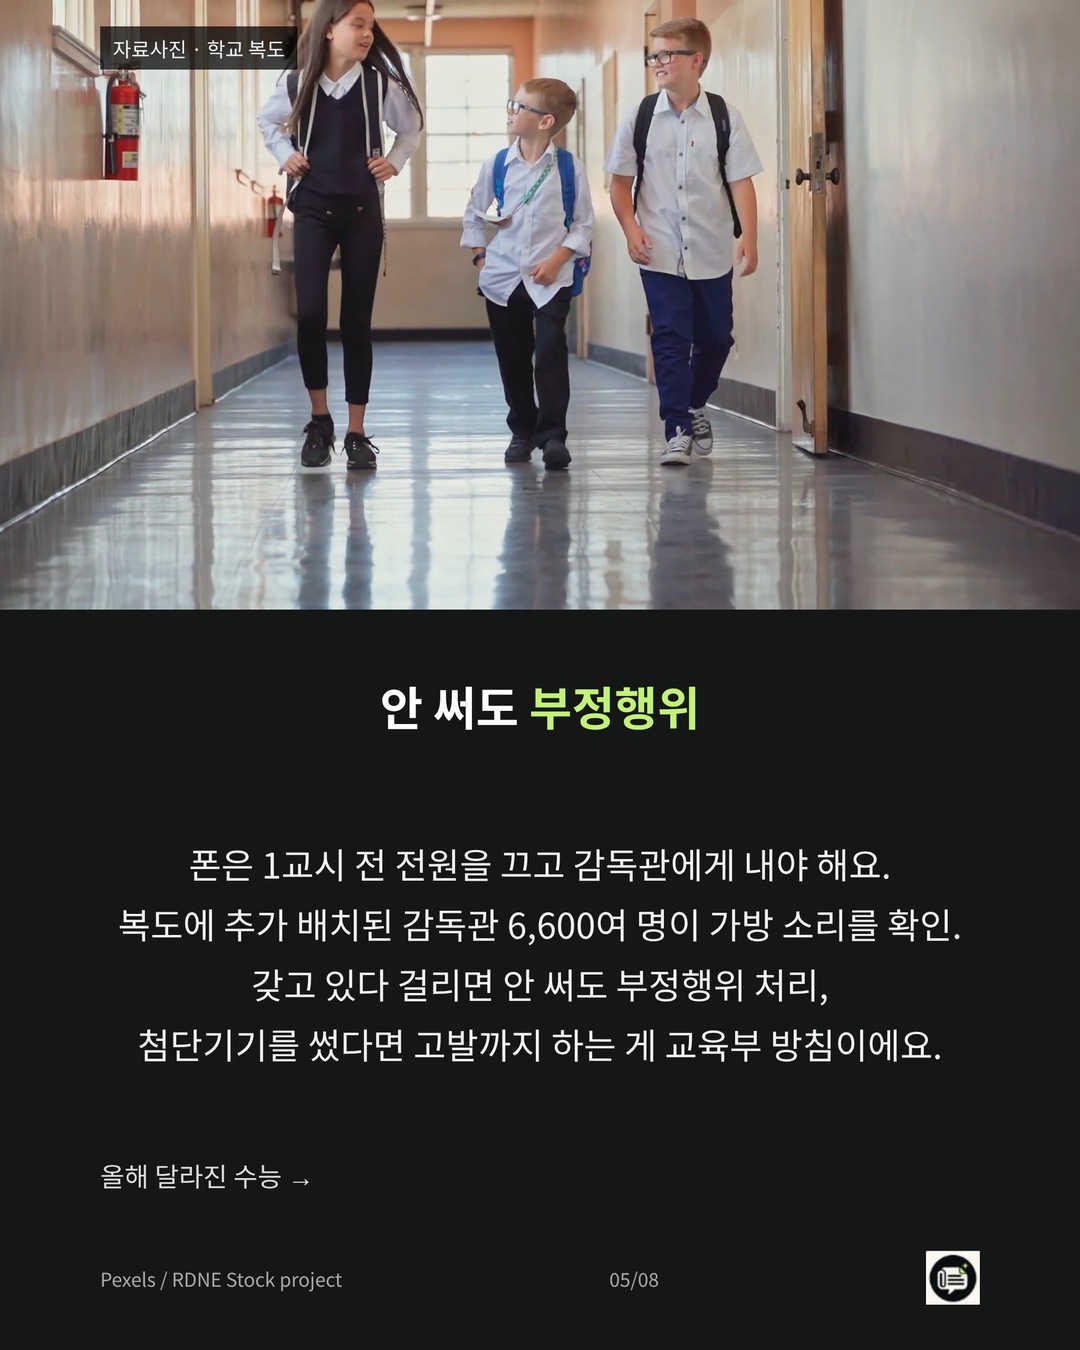 자료사진 · 학교 복도
안 써도 부정행위
폰은 1교시 전 전원을 끄고 감독관에게 내야 해요.
복도에 추가 배치된 감독관 6,600여 명이 가방 소리를 확인.
갖고 있다 걸리면 안 써도 부정행위 처리,
첨단기기를 썼다면 고발까지 하는 게 교육부 방침이에요.
올해 달라진 수능 →
Pexels / RDNE Stock project
05/08